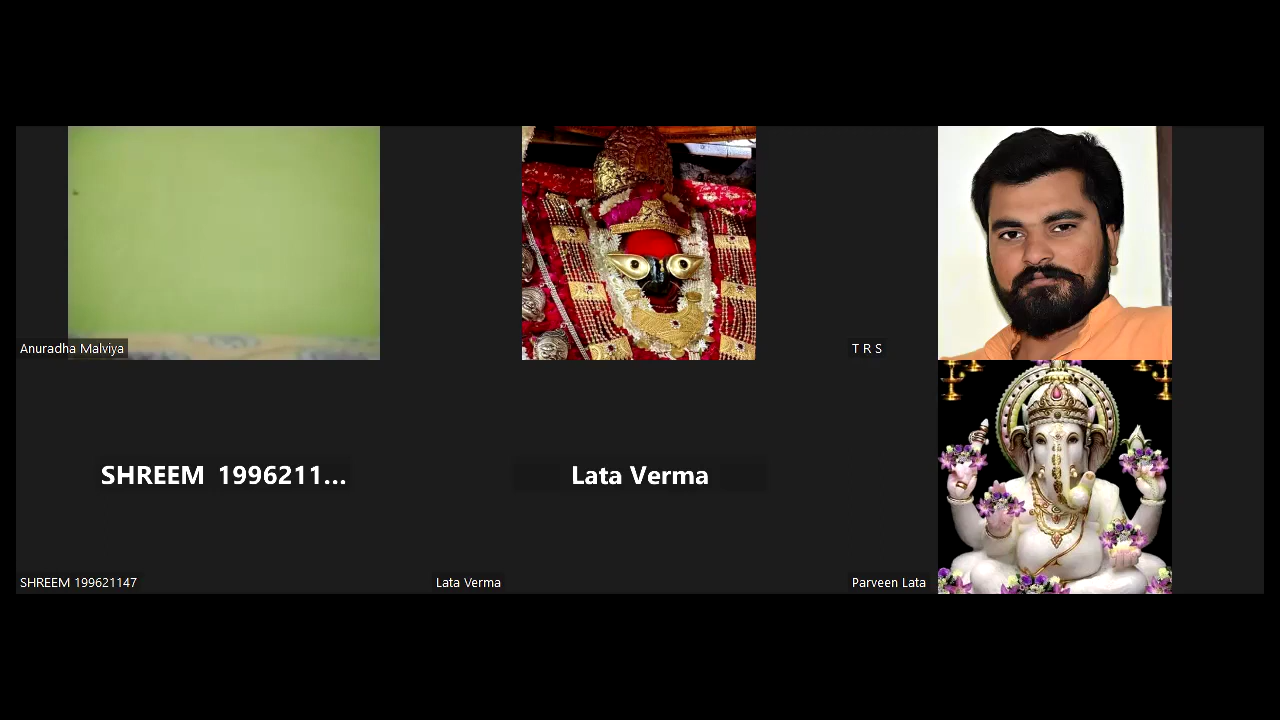 Anuradha Malviya
T R S
SHREEM 1996211...
Lata Verma
SHREEM 199621147
Lata Verma
Parveen Lata